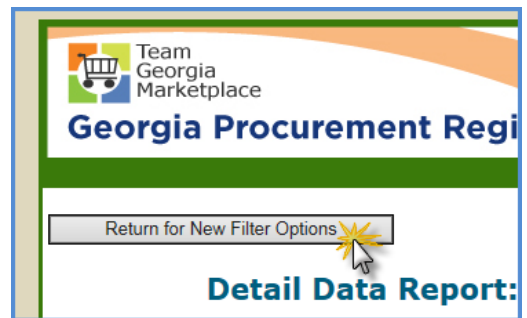 Team
Georgia
Marketplace
Georgia Procurement Regi
Return for New Filter Options
Detail Data Report: